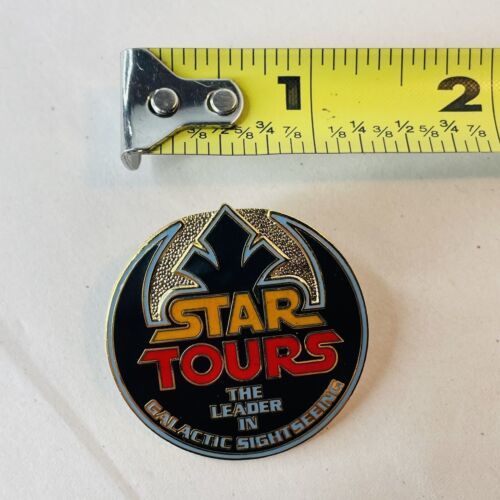 1 2
3/8 1/2 5/8 3/4 7/8 1/8 1/4 3/8 1/2 5/8 3/4 7/8
STAR
TOURS
THE
LEADER
IN
GALACTIC SIGHTSEEING